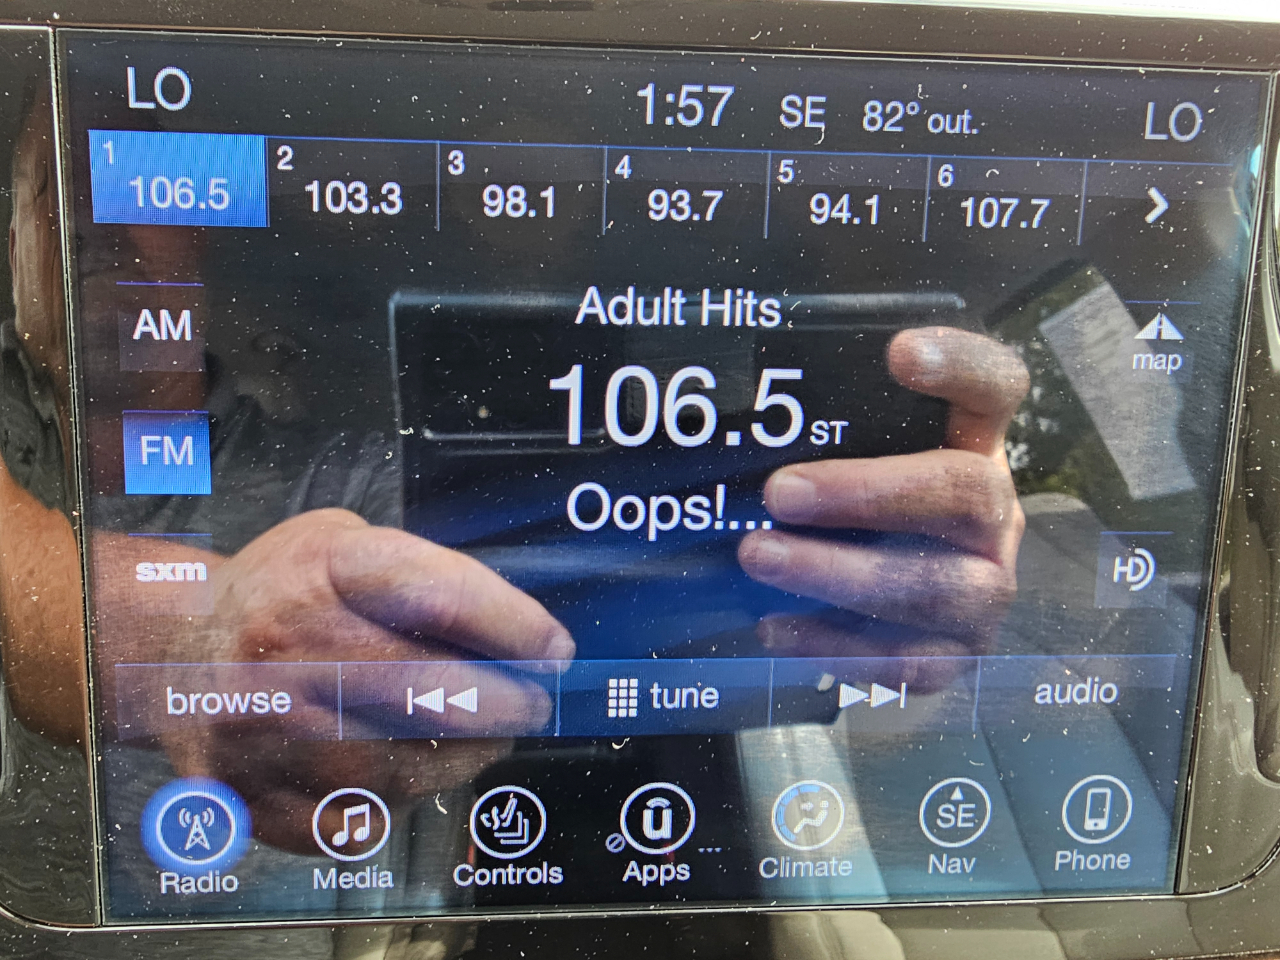 LO 1:57 SE 82° out. LO
1 106.5 2 103.3 3 98.1 4 93.7 5 94.1 6 107.7
AM
Adult Hits
map
106.5 ST
FM
Oops!...
sxm
HD
browse tune audio
SE
Radio Media Controls Apps ... Climate Nav Phone